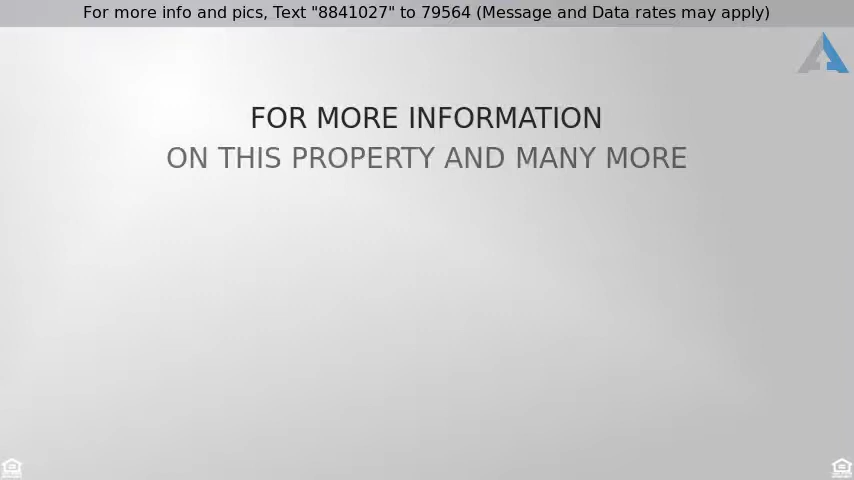 For more info and pics, Text "8841027" to 79564 (Message and Data rates may apply)
FOR MORE INFORMATION
ON THIS PROPERTY AND MANY MORE